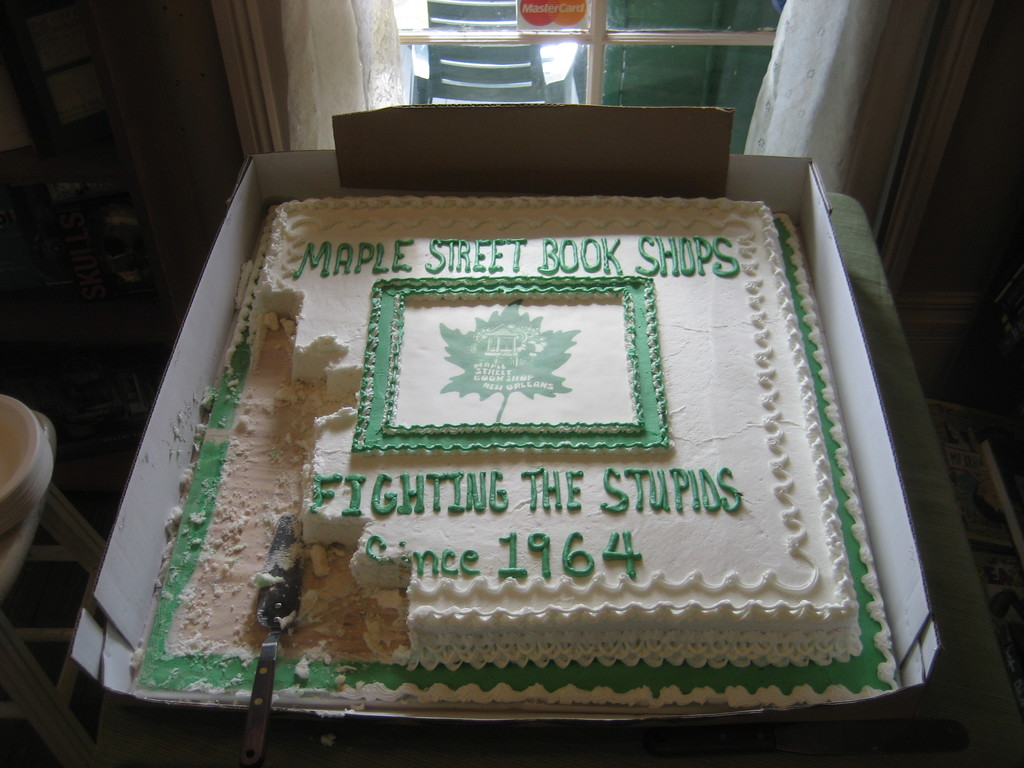 MasterCard
MAPLE STREET BOOK SHOPS
MAPLE
STREET
BOOK SHOP
NEW ORLEANS
FIGHTING THE STUPIDS
Since 1964
SKULLS